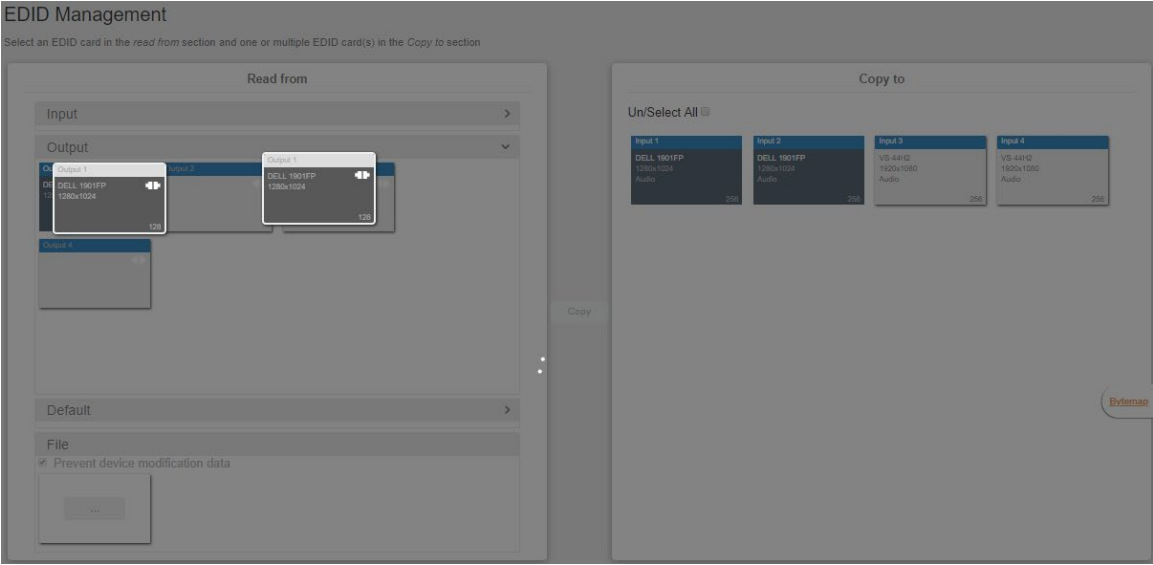 EDID Management
Select an EDID card in the read from section and one or multiple EDID card(s) in the Copy to section
Read from
Input
Output
Output 1
DELL 1901FP
1280x1024
128
Output 1
DELL 1901FP
1280x1024
128
Output 4
Default
File
Prevent device modification data
...
Copy
Copy to
Un/Select All
Input 1
DELL 1901FP
1280x1024
Audio
256
Input 2
DELL 1901FP
1280x1024
Audio
256
Input 3
VS-44H2
1920x1080
Audio
256
Input 4
VS-44H2
1920x1080
Audio
256
Bytemap